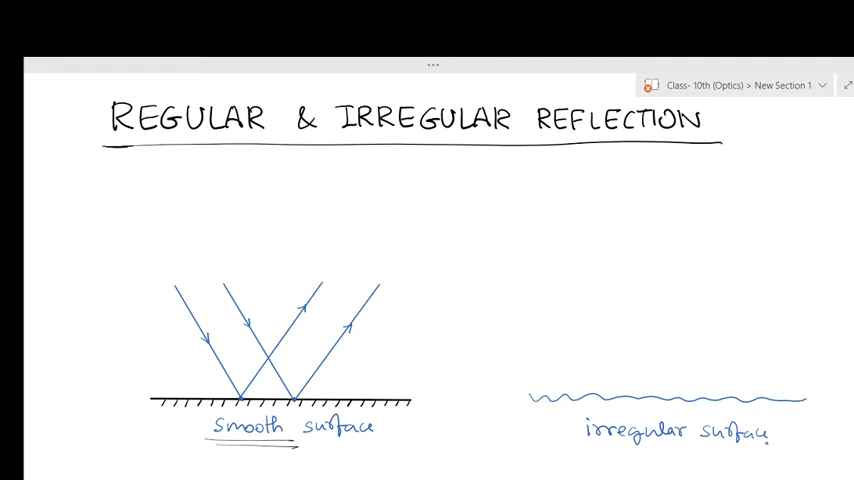 Class- 10th (Optics) > New Section 1
REGULAR & IRREGULAR REFLECTION
smooth surface
irregular surface